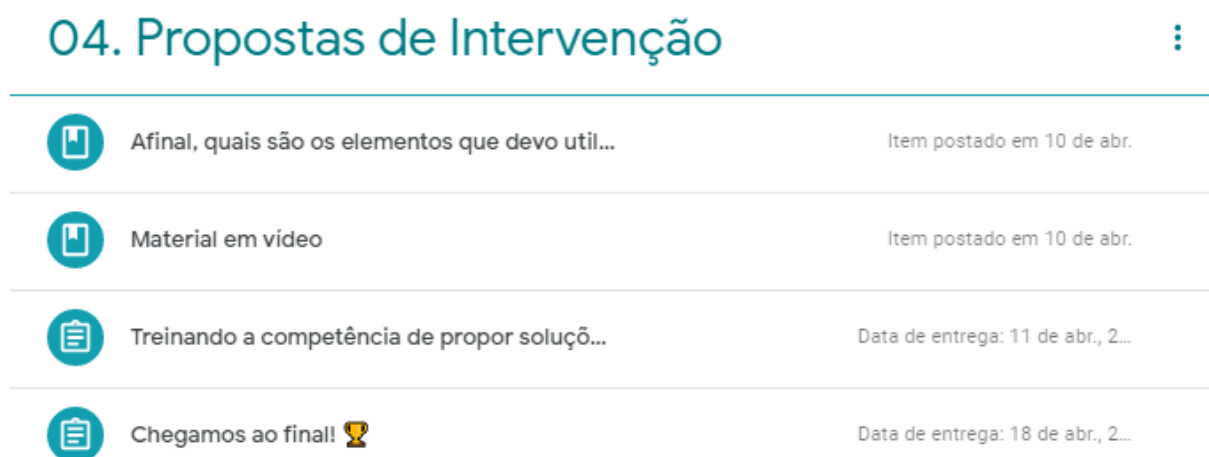 04. Propostas de Intervenção
Afinal, quais são os elementos que devo util... Item postado em 10 de abr.
Material em vídeo Item postado em 10 de abr.
Treinando a competência de propor soluçõ... Data de entrega: 11 de abr., 2...
Chegamos ao final! 🏆 Data de entrega: 18 de abr., 2...